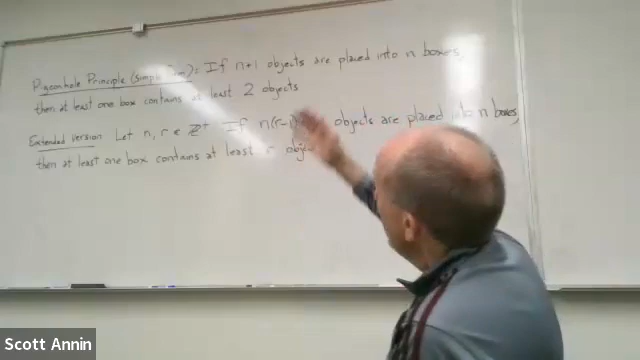 Pigeonhole Principle (simple form): If n+1 objects are placed into n boxes,
then at least one box contains at least 2 objects
Extended version Let n, r ∈ ℤ⁺ If n(r-1) objects are placed into n boxes,
then at least one box contains at least r
Scott Annin